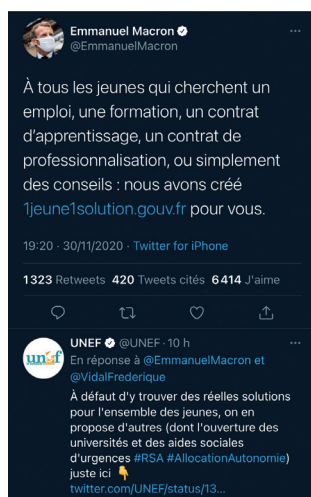 Emmanuel Macron
@EmmanuelMacron
À tous les jeunes qui cherchent un
emploi, une formation, un contrat
d'apprentissage, un contrat de
professionnalisation, ou simplement
des conseils : nous avons créé
1jeune1solution.gouv.fr pour vous.
19:20 · 30/11/2020 · Twitter for iPhone
1323 Retweets 420 Tweets cités 6414 J'aime
unef
UNEF @UNEF · 10 h
En réponse à @EmmanuelMacron et
@VidalFrederique
À défaut d'y trouver des réelles solutions
pour l'ensemble des jeunes, on en
propose d'autres (dont l'ouverture des
universités et des aides sociales
d'urgences #RSA #AllocationAutonomie)
juste ici 👇
twitter.com/UNEF/status/13...